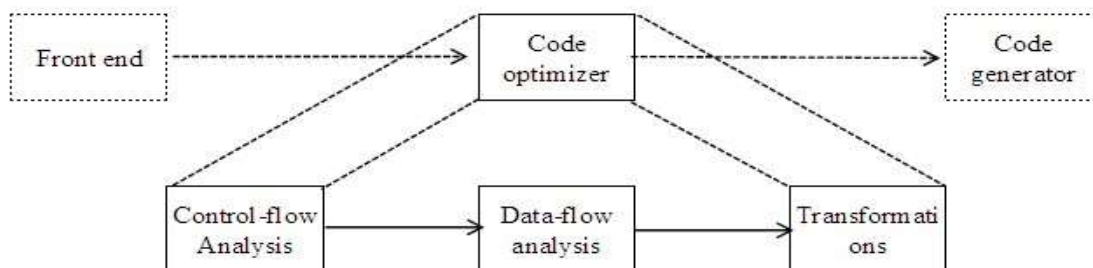 Front end
Code
optimizer
Code
generator
Control-flow
Analysis
Data-flow
analysis
Transformati
ons